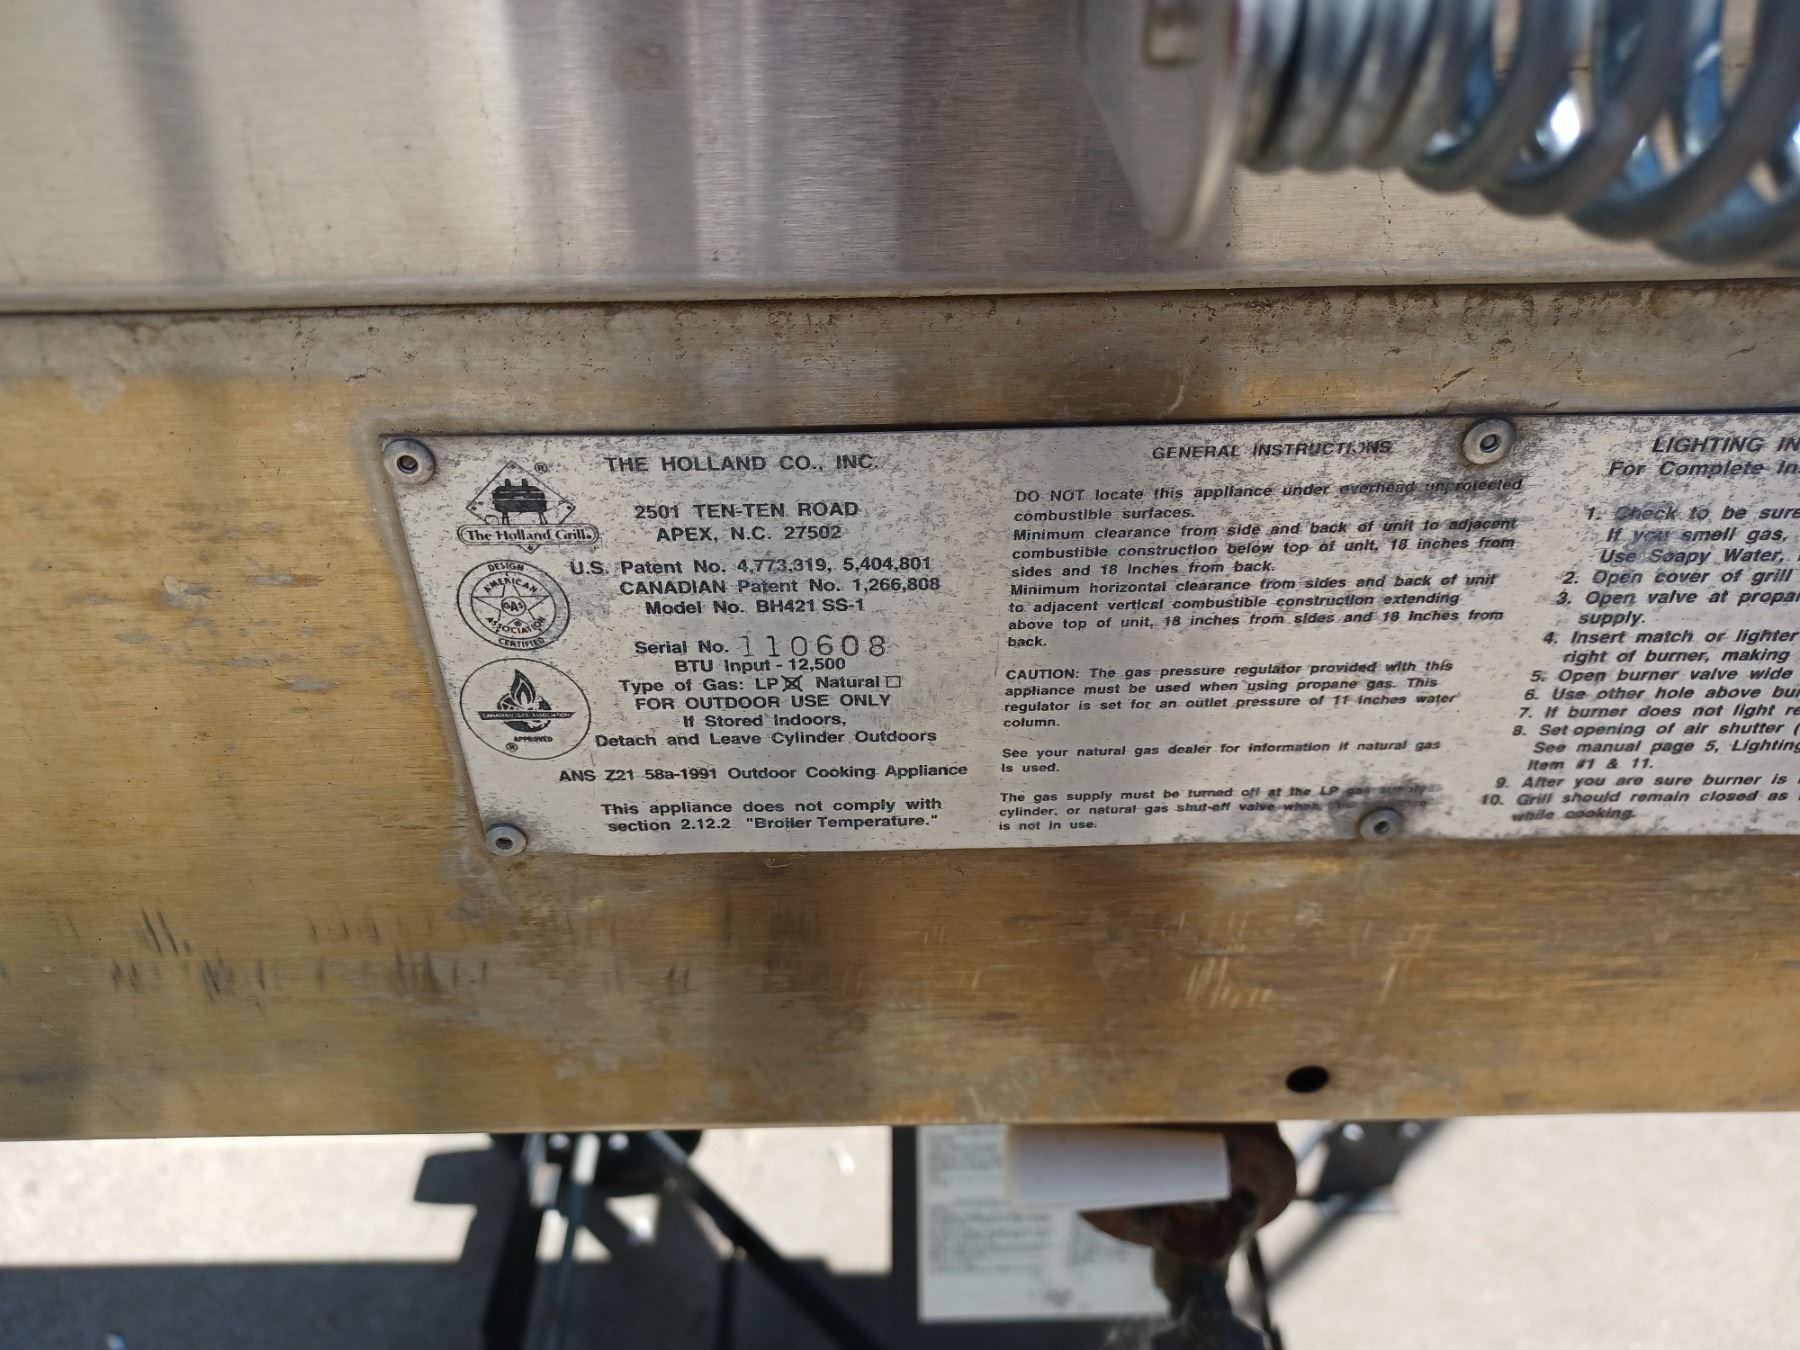 THE HOLLAND CO., INC.
2501 TEN-TEN ROAD
APEX, N.C. 27502
U.S. Patent No. 4,773,319, 5,404,801
CANADIAN Patent No. 1,266,808
Model No. BH421 SS-1
Serial No. 110608
BTU Input - 12,500
Type of Gas: LP ☒ Natural ☐
FOR OUTDOOR USE ONLY
If Stored Indoors,
Detach and Leave Cylinder Outdoors
ANS Z21 58a-1991 Outdoor Cooking Appliance
This appliance does not comply with
section 2.12.2 "Broiler Temperature."
®
The Holland Grill®
DESIGN
AMERICAN
GAS
®
ASSOCIATION
CERTIFIED
CANADIAN GAS ASSOCIATION
APPROVED
®
GENERAL INSTRUCTIONS
DO NOT locate this appliance under overhead unprotected
combustible surfaces.
Minimum clearance from side and back of unit to adjacent
combustible construction below top of unit, 18 inches from
sides and 18 inches from back.
Minimum horizontal clearance from sides and back of unit
to adjacent vertical combustible construction extending
above top of unit, 18 inches from sides and 18 inches from
back.
CAUTION: The gas pressure regulator provided with this
appliance must be used when using propane gas. This
regulator is set for an outlet pressure of 11 inches water
column.
See your natural gas dealer for information if natural gas
is used.
The gas supply must be turned off at the LP gas supply
cylinder, or natural gas shut-off valve when
is not in use.
LIGHTING IN
For Complete Ins
1. Check to be sure
If you smell gas,
Use Soapy Water,
2. Open cover of grill
3. Open valve at propan
supply.
4. Insert match or lighter
right of burner, making
5. Open burner valve wide
6. Use other hole above bur
7. If burner does not light re
8. Set opening of air shutter (
See manual page 5, Lighting
Item #1 & 11.
9. After you are sure burner is
10. Grill should remain closed as
while cooking.